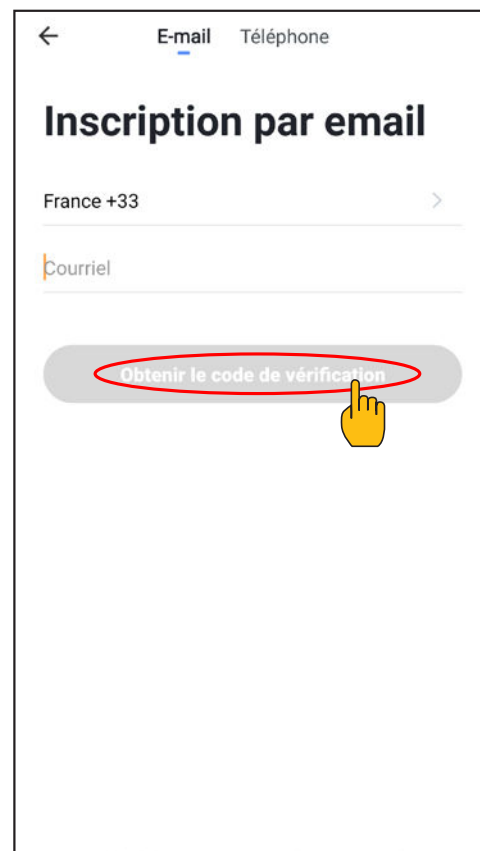 E-mail Téléphone
Inscription par email
France +33
Courriel
Obtenir le code de vérification